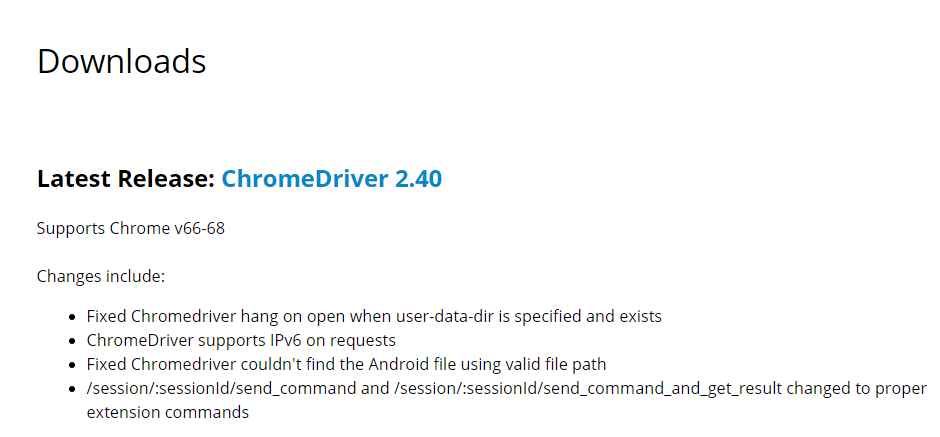 Downloads
Latest Release: ChromeDriver 2.40
Supports Chrome v66-68
Changes include:
Fixed Chromedriver hang on open when user-data-dir is specified and exists
ChromeDriver supports IPv6 on requests
Fixed Chromedriver couldn't find the Android file using valid file path
/session/:sessionId/send_command and /session/:sessionId/send_command_and_get_result changed to proper
extension commands